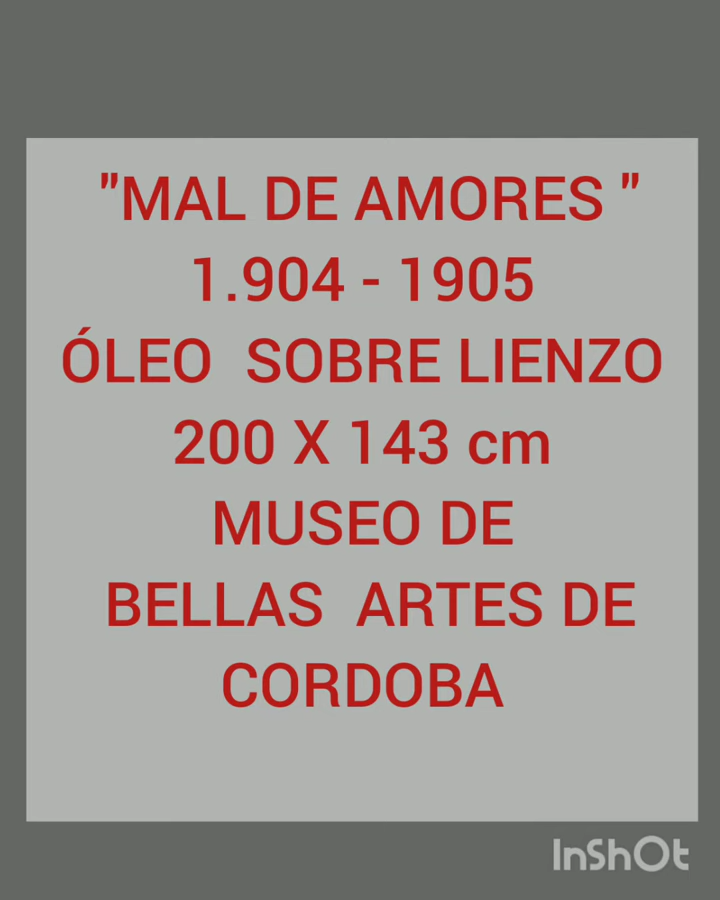 "MAL DE AMORES "
1.904 - 1905
ÓLEO SOBRE LIENZO
200 X 143 cm
MUSEO DE
BELLAS ARTES DE
CORDOBA
InShOt